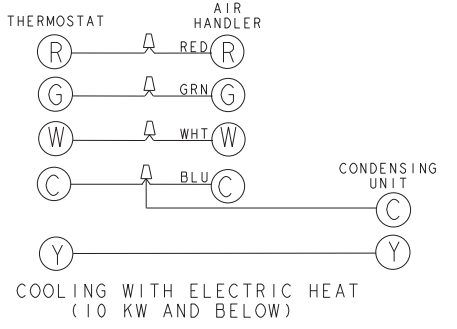 THERMOSTAT
AIR
HANDLER
R RED R
G GRN G
W WHT W
C BLU C
CONDENSING
UNIT
C
Y Y
COOLING WITH ELECTRIC HEAT
(10 KW AND BELOW)